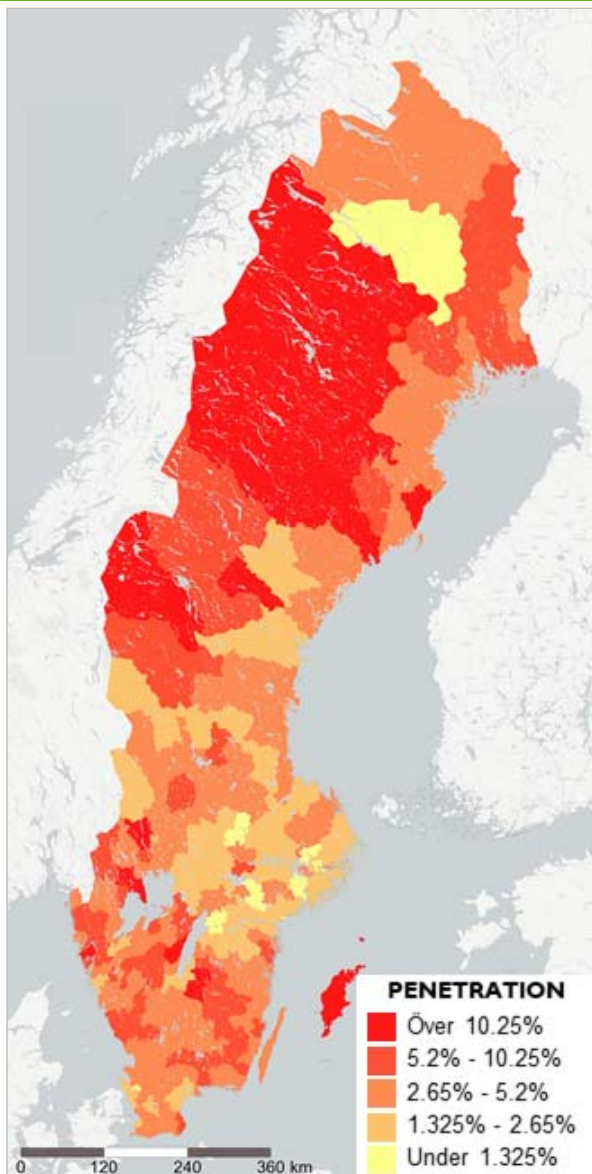 PENETRATION
Över 10.25%
5.2% - 10.25%
2.65% - 5.2%
1.325% - 2.65%
Under 1.325%
0 120 240 360 km